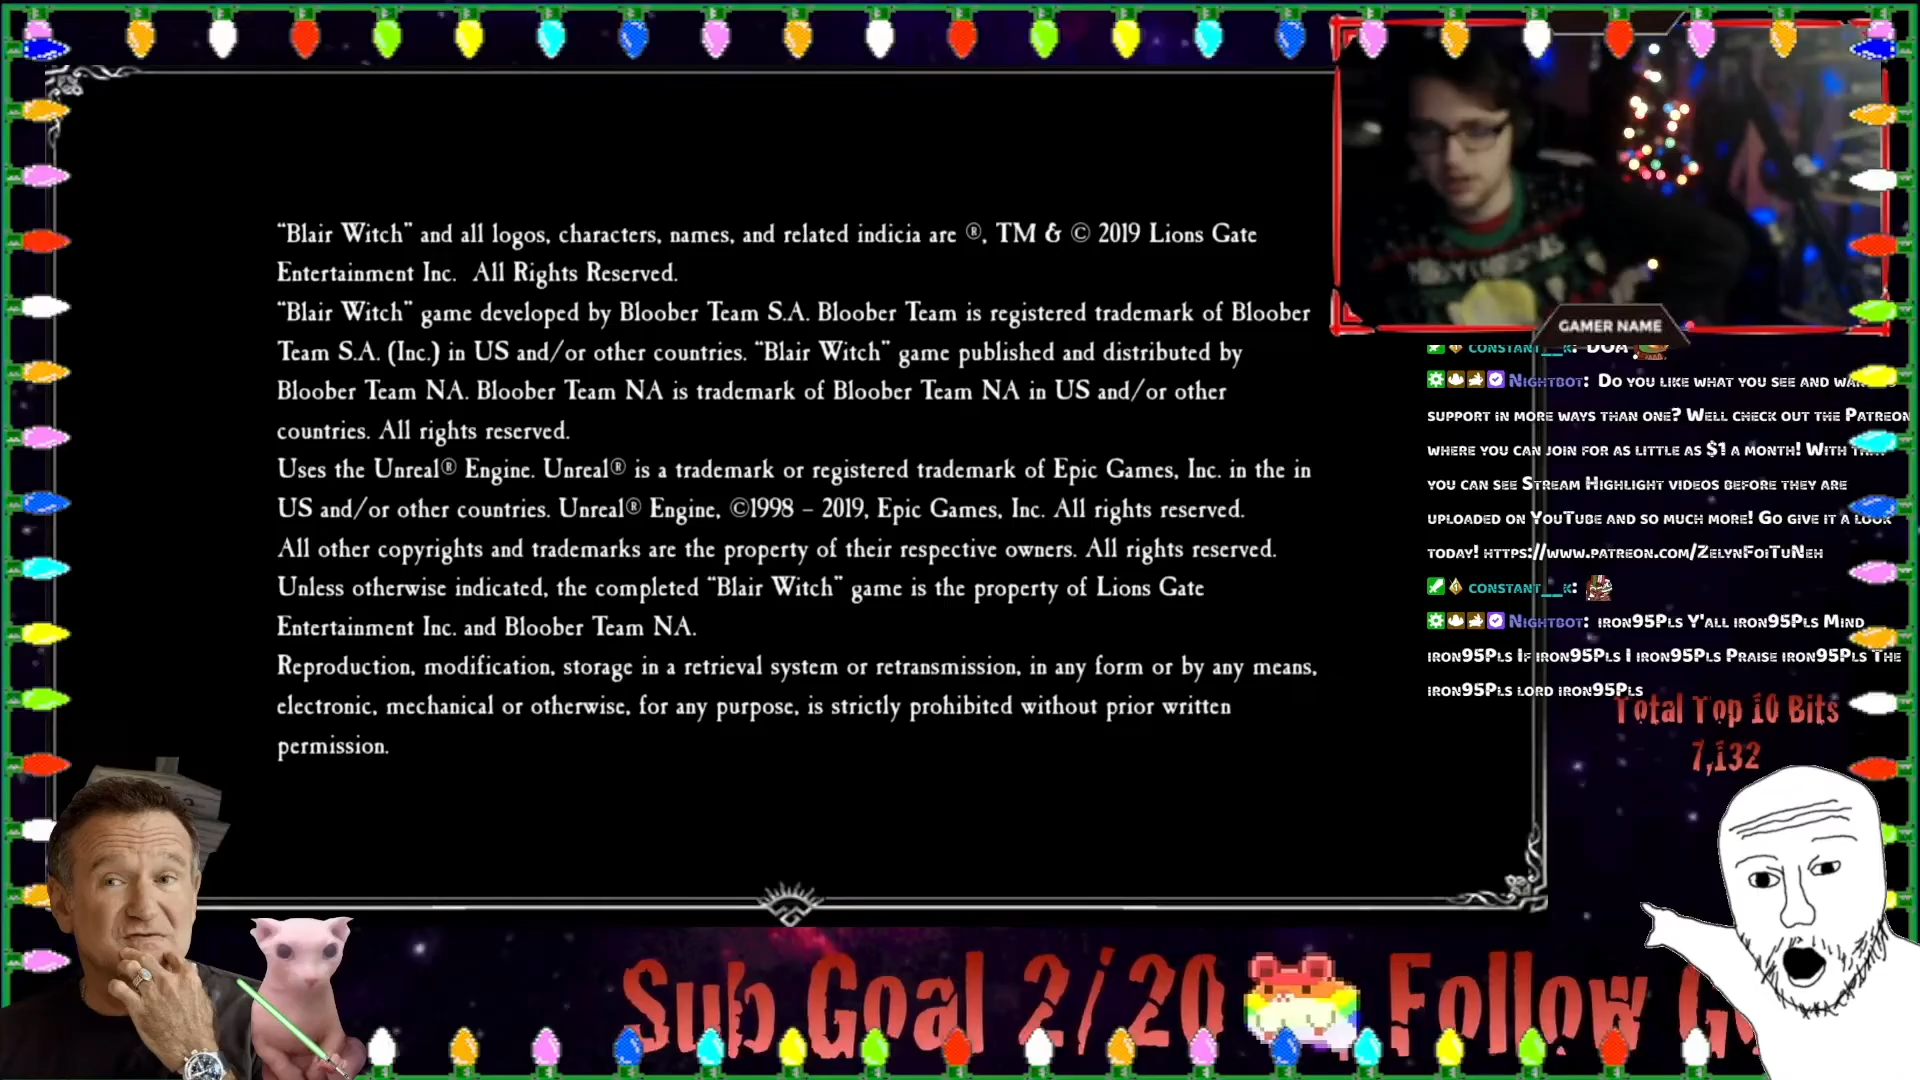 “Blair Witch” and all logos, characters, names, and related indicia are ®, TM & © 2019 Lions Gate
Entertainment Inc.  All Rights Reserved.
“Blair Witch” game developed by Bloober Team S.A. Bloober Team is registered trademark of Bloober
Team S.A. (Inc.) in US and/or other countries. “Blair Witch” game published and distributed by
Bloober Team NA. Bloober Team NA is trademark of Bloober Team NA in US and/or other
countries. All rights reserved.
Uses the Unreal® Engine. Unreal® is a trademark or registered trademark of Epic Games, Inc. in the in
US and/or other countries. Unreal® Engine, ©1998 – 2019, Epic Games, Inc. All rights reserved.
All other copyrights and trademarks are the property of their respective owners. All rights reserved.
Unless otherwise indicated, the completed “Blair Witch” game is the property of Lions Gate
Entertainment Inc. and Bloober Team NA.
Reproduction, modification, storage in a retrieval system or retransmission, in any form or by any means,
electronic, mechanical or otherwise, for any purpose, is strictly prohibited without prior written
permission.
GAMER NAME
CONSTANT__K: DOA
NIGHTBOT: DO YOU LIKE WHAT YOU SEE AND
SUPPORT IN MORE WAYS THAN ONE? WELL CHECK OUT THE PATREON
WHERE YOU CAN JOIN FOR AS LITTLE AS $1 A MONTH! WITH
YOU CAN SEE STREAM HIGHLIGHT VIDEOS BEFORE THEY ARE
UPLOADED ON YOUTUBE AND SO MUCH MORE! GO GIVE IT A LOOK
TODAY! HTTPS://WWW.PATREON.COM/ZELYNFOITUNEH
CONSTANT__K:
NIGHTBOT: IRON95PLS Y'ALL IRON95PLS MIND
IRON95PLS IF IRON95PLS I IRON95PLS PRAISE IRON95PLS THE
IRON95PLS LORD IRON95PLS
Total Top 10 Bits
7,132
Sub Goal 2/20 Follow